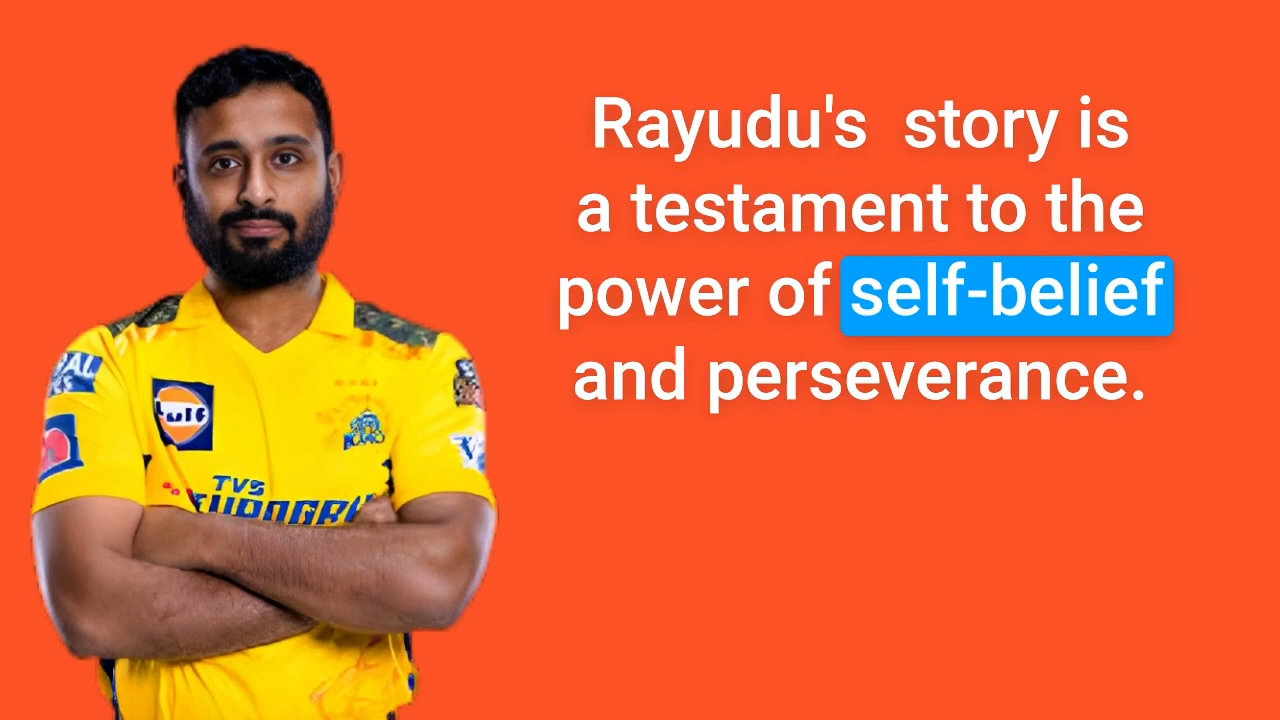 Rayudu's  story is
a testament to the
power of self-belief
and perseverance.
TVS